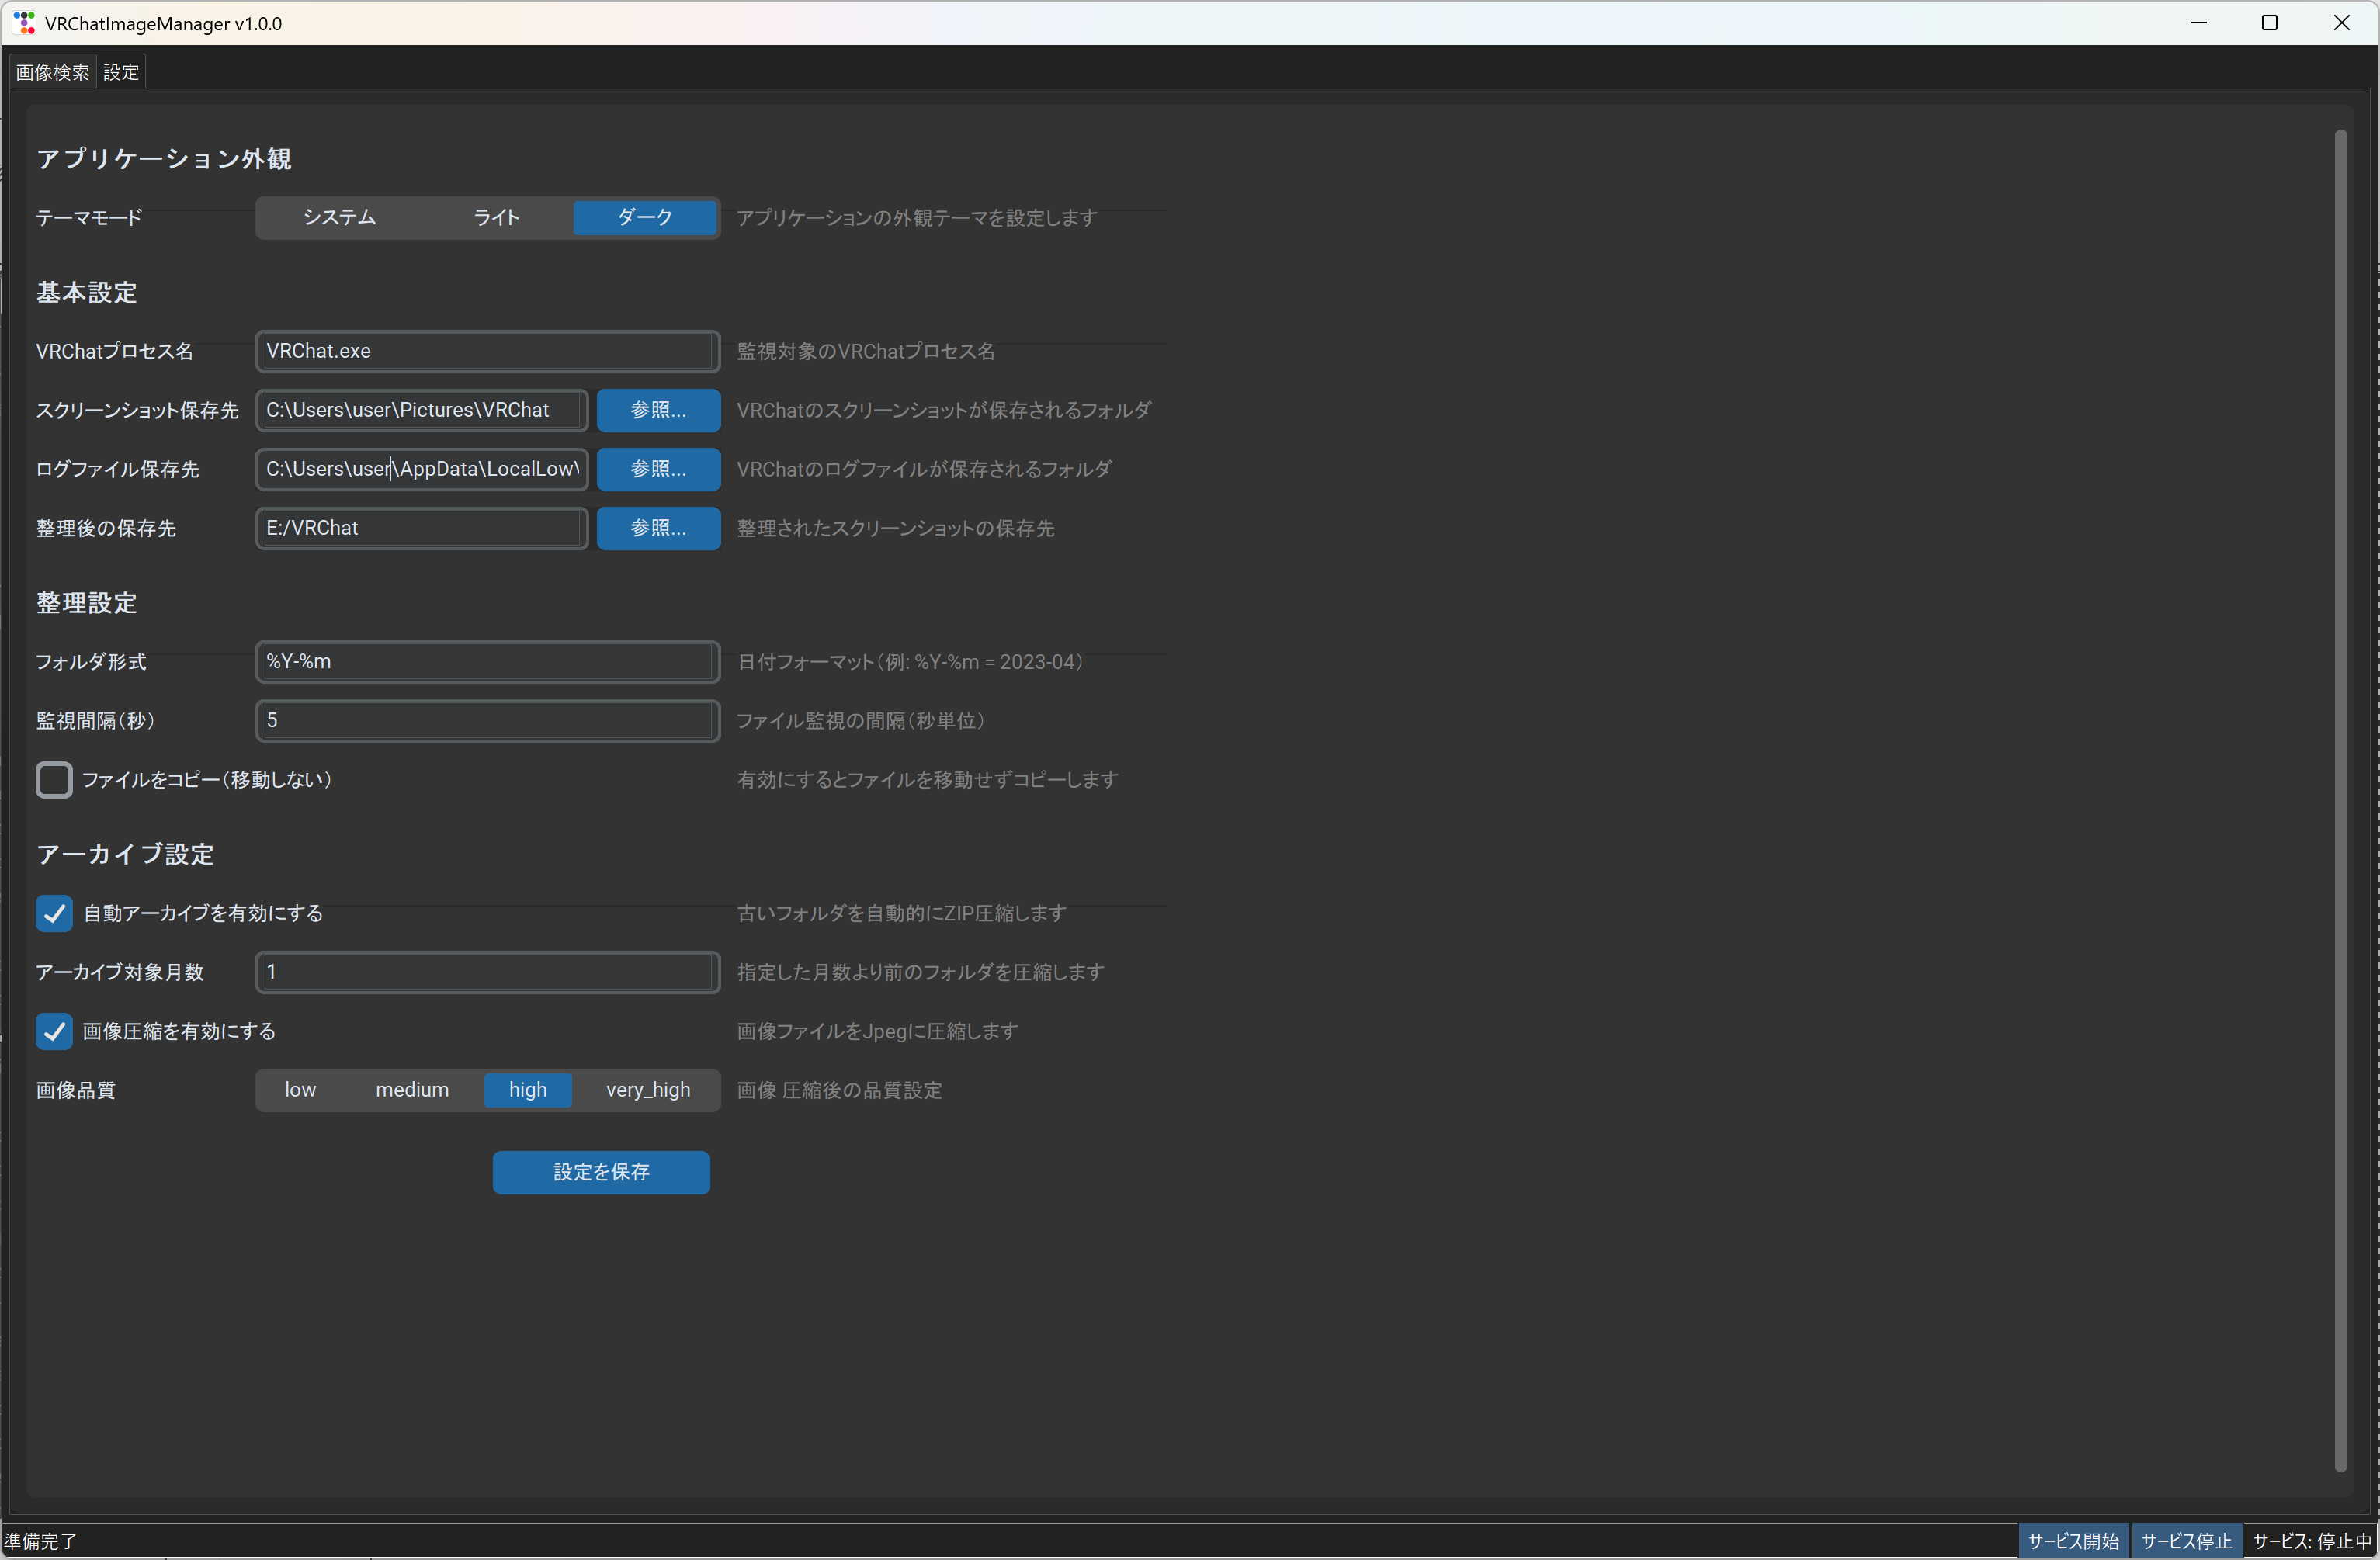 VRChatImageManager v1.0.0
画像検索 設定
アプリケーション外観
テーマモード システム ライト ダーク アプリケーションの外観テーマを設定します
基本設定
VRChatプロセス名 VRChat.exe 監視対象のVRChatプロセス名
スクリーンショット保存先 C:\Users\user\Pictures\VRChat 参照... VRChatのスクリーンショットが保存されるフォルダ
ログファイル保存先 C:\Users\user\AppData\LocalLow\ 参照... VRChatのログファイルが保存されるフォルダ
整理後の保存先 E:/VRChat 参照... 整理されたスクリーンショットの保存先
整理設定
フォルダ形式 %Y-%m 日付フォーマット(例: %Y-%m = 2023-04)
監視間隔(秒) 5 ファイル監視の間隔(秒単位)
ファイルをコピー(移動しない) 有効にするとファイルを移動せずコピーします
アーカイブ設定
自動アーカイブを有効にする 古いフォルダを自動的にZIP圧縮します
アーカイブ対象月数 1 指定した月数より前のフォルダを圧縮します
画像圧縮を有効にする 画像ファイルをJpegに圧縮します
画像品質 low medium high very_high 画像 圧縮後の品質設定
設定を保存
準備完了 サービス開始 サービス停止 サービス: 停止中